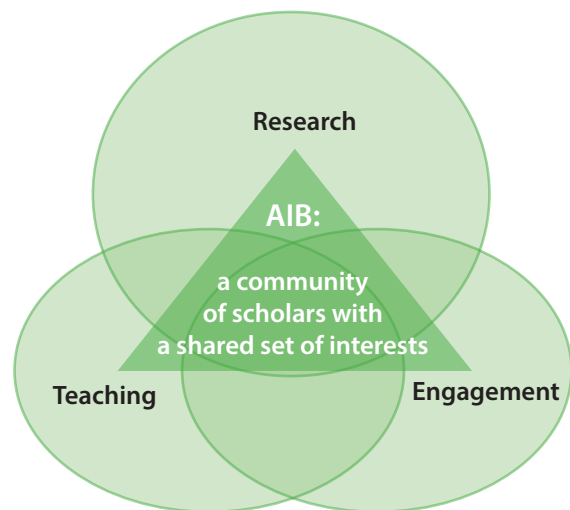 Research
AIB:
a community
of scholars with
a shared set of interests
Teaching
Engagement